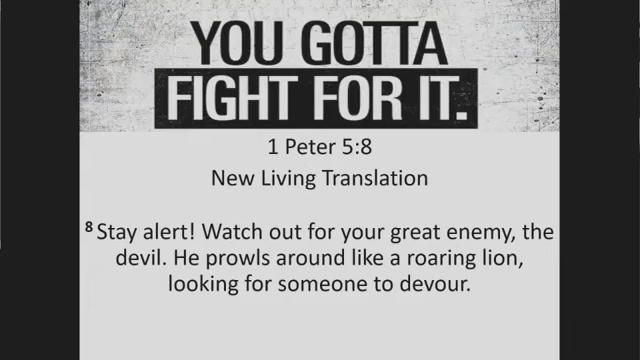 YOU GOTTA
FIGHT FOR IT.
1 Peter 5:8
New Living Translation
8 Stay alert! Watch out for your great enemy, the
devil. He prowls around like a roaring lion,
looking for someone to devour.